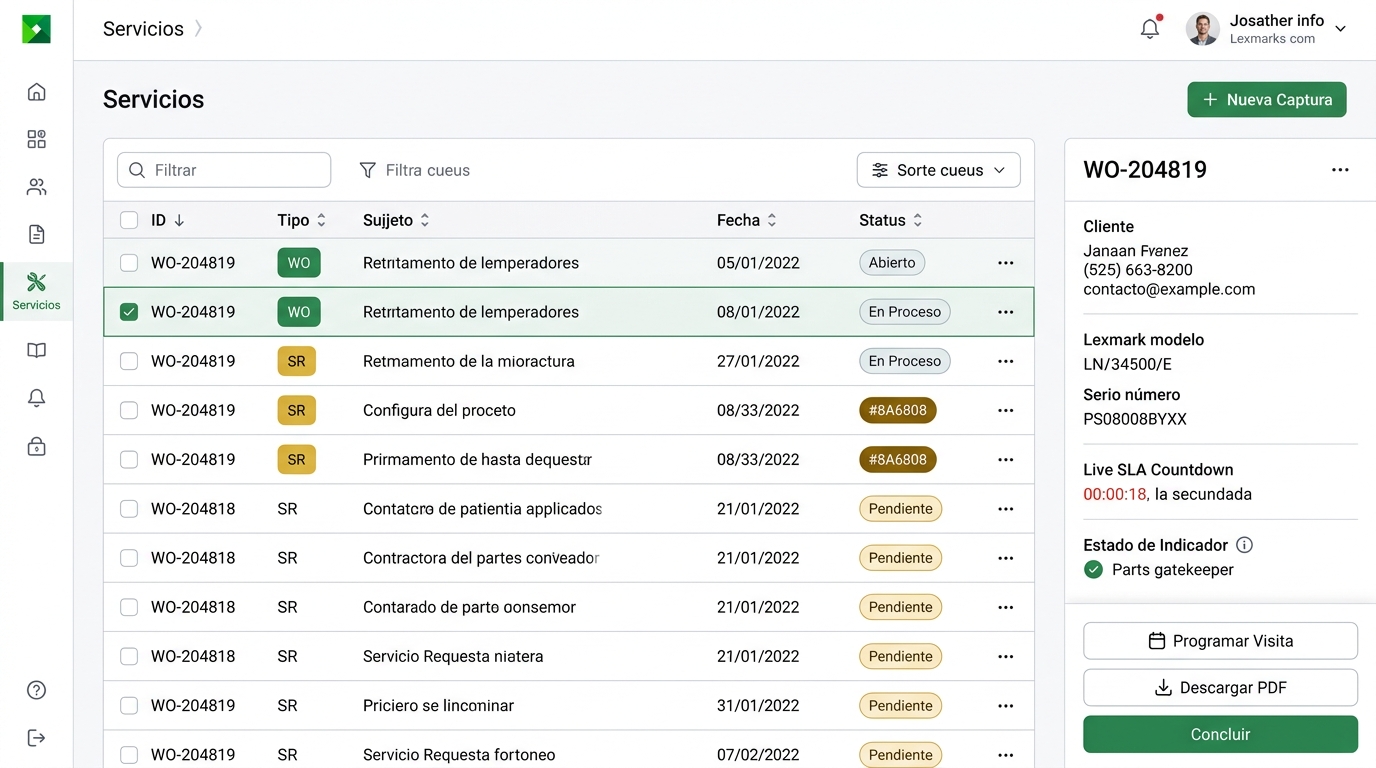 Servicios
Josather info
Lexmarks com
Servicios
Nueva Captura
Filtrar
Filtra cueus
Sorte cueus
ID Tipo Sujjeto Fecha Status
WO-204819 WO Retrıtamento de lemperadores 05/01/2022 Abierto
WO-204819 WO Retrıtamento de lemperadores 08/01/2022 En Proceso
WO-204819 SR Retmamento de la mioractura 27/01/2022 En Proceso
WO-204819 SR Configura del proceto 08/33/2022 #8A6808
WO-204819 SR Prirmamento de hasta dequestır 08/33/2022 #8A6808
WO-204818 SR Contatcro de patientia applicados 21/01/2022 Pendiente
WO-204818 SR Contractora del partes conveador 21/01/2022 Pendiente
WO-204818 SR Contarado de parto oonsemor 21/01/2022 Pendiente
WO-204818 SR Servicio Requesta niatera 21/01/2022 Pendiente
WO-204819 SR Priciero se lincominar 31/01/2022 Pendiente
WO-204819 SR Servicio Requesta fortoneo 07/02/2022 Pendiente
Servicios
WO-204819
Cliente
Janaan Fvanez
(525) 663-8200
contacto@example.com
Lexmark modelo
LN/34500/E
Serio número
PS08008BYXX
Live SLA Countdown
00:00:18, la secundada
Estado de Indicador
Parts gatekeeper
Programar Visita
Descargar PDF
Concluir